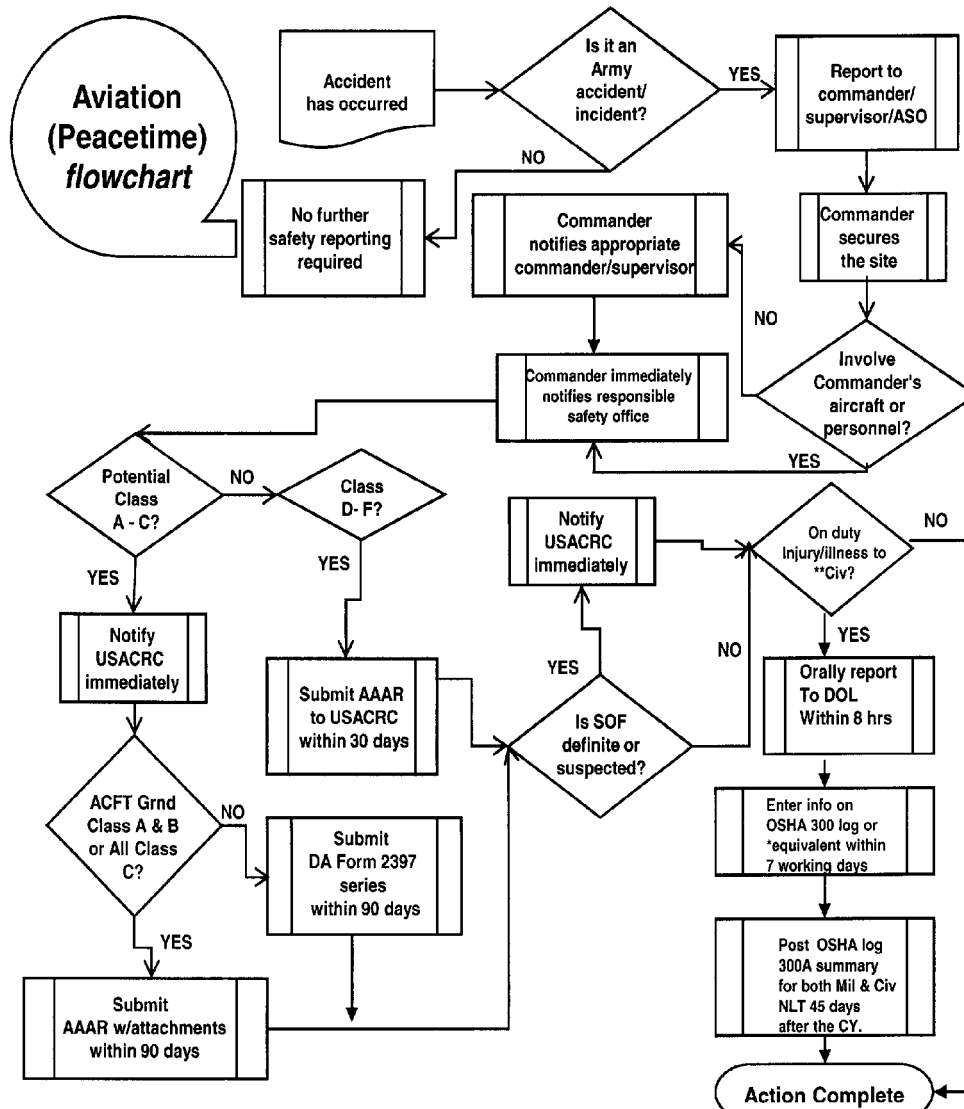 Aviation
(Peacetime)
flowchart
Accident
has occurred
Is it an
Army
accident/
incident?
YES
Report to
commander/
supervisor/ASO
NO
No further
safety reporting
required
Commander
notifies appropriate
commander/supervisor
Commander
secures
the site
NO
Involve
Commander's
aircraft or
personnel?
YES
Commander immediately
notifies responsible
safety office
Potential
Class
A - C?
NO
Class
D- F?
YES
YES
Notify
USACRC
immediately
Submit AAAR
to USACRC
within 30 days
ACFT Grnd
Class A & B
or All Class
C?
NO
Submit
DA Form 2397
series
within 90 days
YES
Submit
AAAR w/attachments
within 90 days
Is SOF
definite or
suspected?
YES
NO
Notify
USACRC
immediately
On duty
Injury/illness to
**Civ?
NO
YES
Orally report
To DOL
Within 8 hrs
Enter info on
OSHA 300 log or
*equivalent within
7 working days
Post OSHA log
300A summary
for both Mil & Civ
NLT 45 days
after the CY.
Action Complete